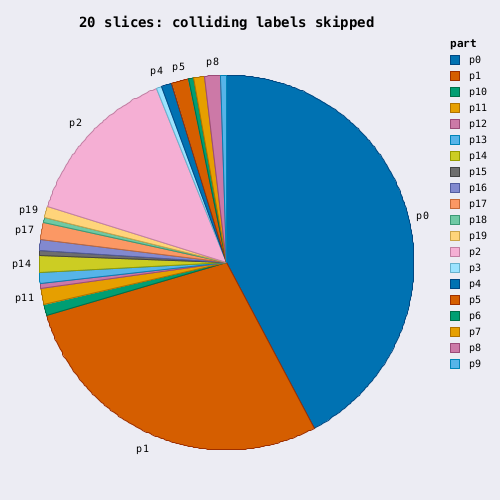 20 slices: colliding labels skipped
p4
p5
p8
p2
p19
p17
p14
p11
p1
p0
part
p0
p1
p10
p11
p12
p13
p14
p15
p16
p17
p18
p19
p2
p3
p4
p5
p6
p7
p8
p9